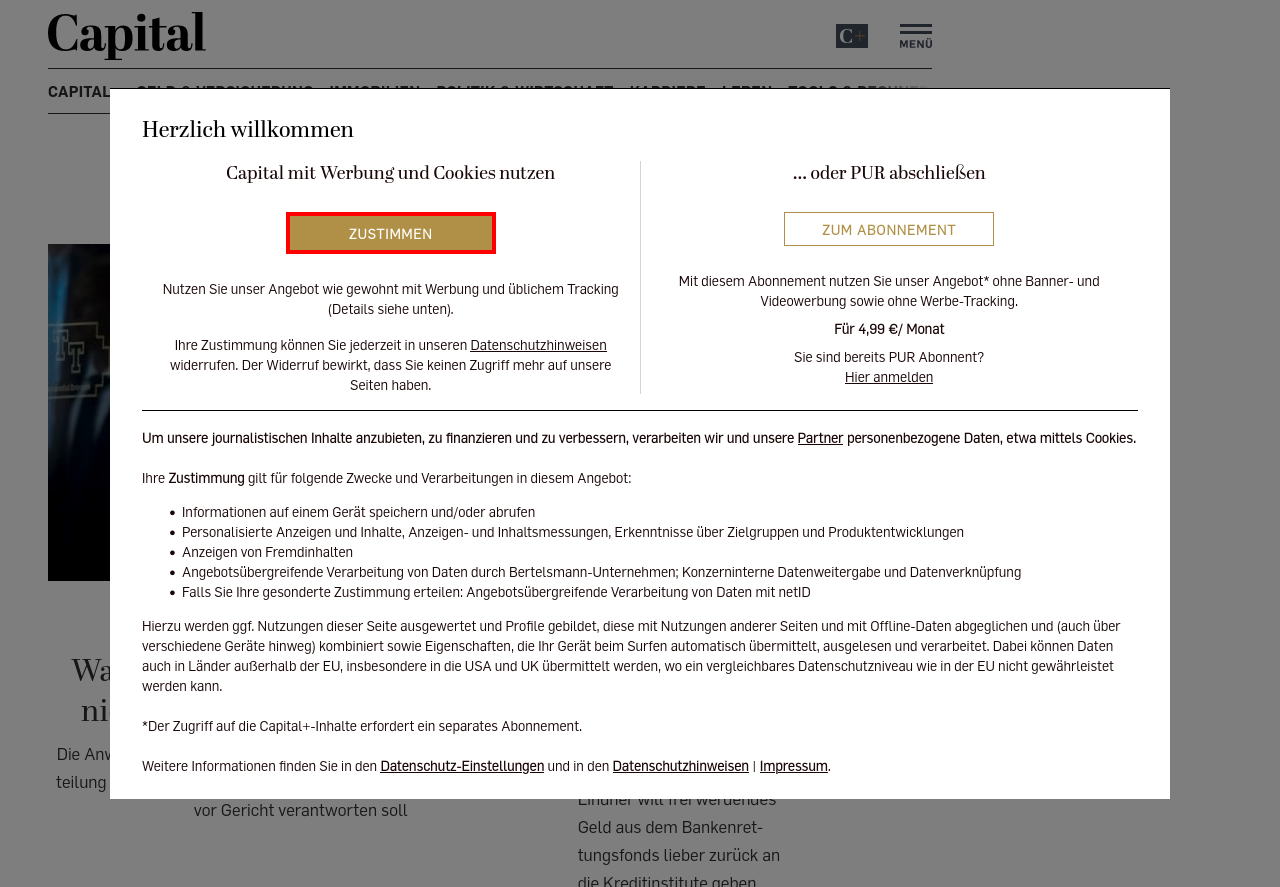 Capital
C+
MENÜ
CAPITAL
Herzlich willkommen
Capital mit Werbung und Cookies nutzen
ZUSTIMMEN
Nutzen Sie unser Angebot wie gewohnt mit Werbung und üblichem Tracking
(Details siehe unten).
Ihre Zustimmung können Sie jederzeit in unseren Datenschutzhinweisen
widerrufen. Der Widerruf bewirkt, dass Sie keinen Zugriff mehr auf unsere
Seiten haben.
... oder PUR abschließen
ZUM ABONNEMENT
Mit diesem Abonnement nutzen Sie unser Angebot* ohne Banner- und
Videowerbung sowie ohne Werbe-Tracking.
Für 4,99 €/ Monat
Sie sind bereits PUR Abonnent?
Hier anmelden
Um unsere journalistischen Inhalte anzubieten, zu finanzieren und zu verbessern, verarbeiten wir und unsere Partner personenbezogene Daten, etwa mittels Cookies.
Ihre Zustimmung gilt für folgende Zwecke und Verarbeitungen in diesem Angebot:
• Informationen auf einem Gerät speichern und/oder abrufen
• Personalisierte Anzeigen und Inhalte, Anzeigen- und Inhaltsmessungen, Erkenntnisse über Zielgruppen und Produktentwicklungen
• Anzeigen von Fremdinhalten
• Angebotsübergreifende Verarbeitung von Daten durch Bertelsmann-Unternehmen; Konzerninterne Datenweitergabe und Datenverknüpfung
• Falls Sie Ihre gesonderte Zustimmung erteilen: Angebotsübergreifende Verarbeitung von Daten mit netID
Hierzu werden ggf. Nutzungen dieser Seite ausgewertet und Profile gebildet, diese mit Nutzungen anderer Seiten und mit Offline-Daten abgeglichen und (auch über
verschiedene Geräte hinweg) kombiniert sowie Eigenschaften, die Ihr Gerät beim Surfen automatisch übermittelt, ausgelesen und verarbeitet. Dabei können Daten
auch in Länder außerhalb der EU, insbesondere in die USA und UK übermittelt werden, wo ein vergleichbares Datenschutzniveau wie in der EU nicht gewährleistet
werden kann.
*Der Zugriff auf die Capital+-Inhalte erfordert ein separates Abonnement.
Weitere Informationen finden Sie in den Datenschutz-Einstellungen und in den Datenschutzhinweisen | Impressum.
Die
teilung
vor Gericht verantworten soll
Lindner will frei werdendes
Geld aus dem Bankenret-
tungsfonds lieber zurück an
die Kreditinstitute geben